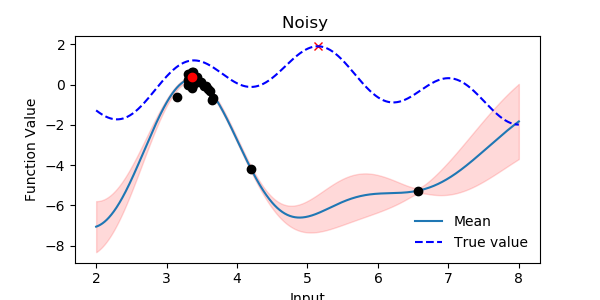 Noisy
2
0
−2
−4
−6
−8
Function Value
Mean
True value
2 3 4 5 6 7 8
Input